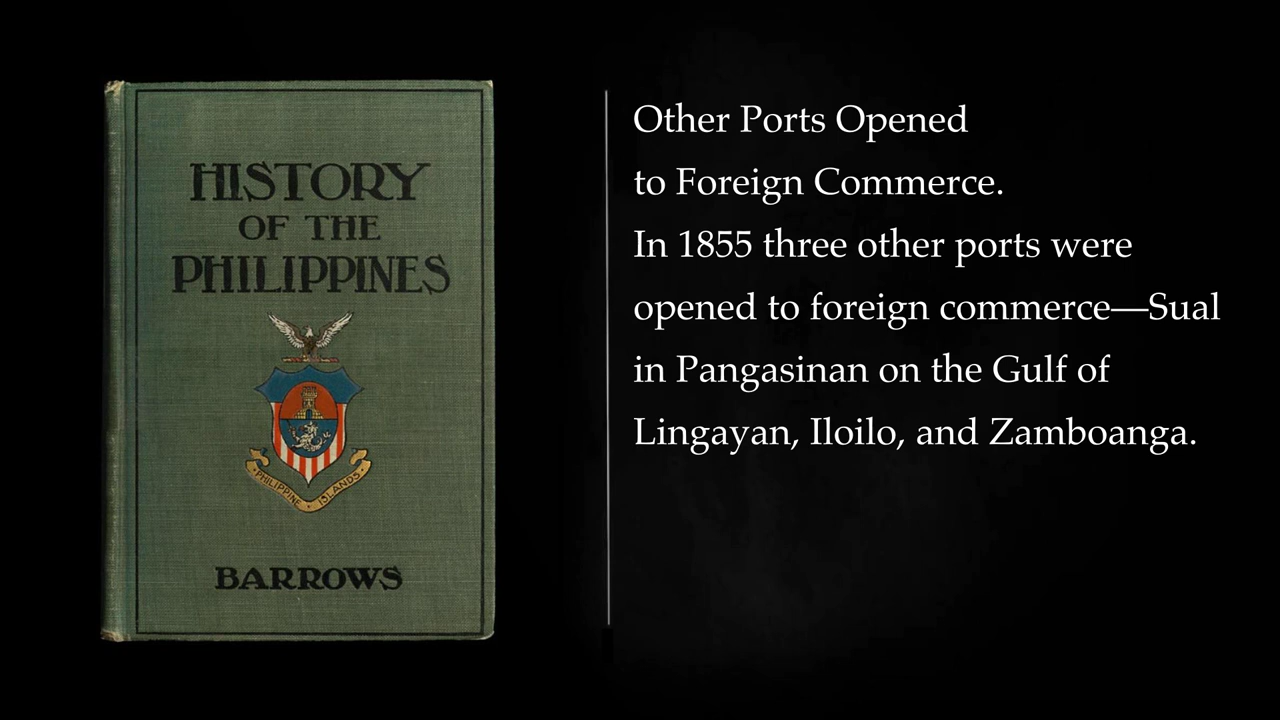 HISTORY
OF THE
PHILIPPINES
PHILIPPINE ISLANDS
BARROWS
Other Ports Opened
to Foreign Commerce.
In 1855 three other ports were
opened to foreign commerce—Sual
in Pangasinan on the Gulf of
Lingayan, Iloilo, and Zamboanga.